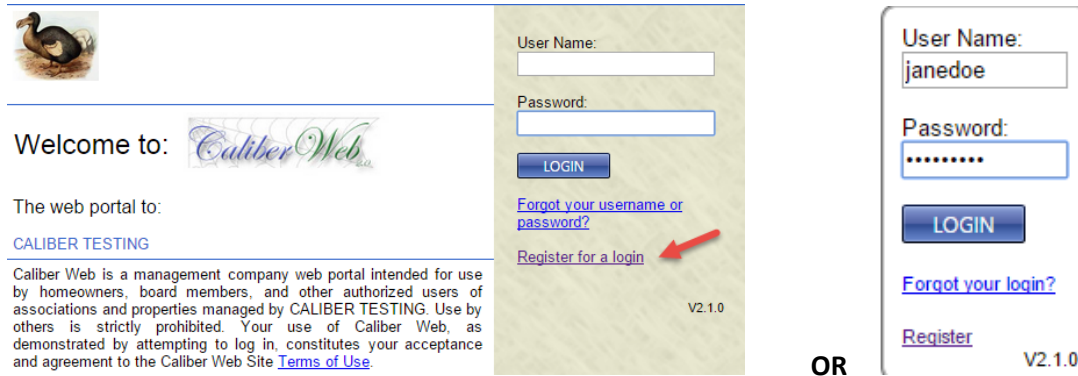 Welcome to: Caliber Web
The web portal to:
CALIBER TESTING
Caliber Web is a management company web portal intended for use
by homeowners, board members, and other authorized users of
associations and properties managed by CALIBER TESTING. Use by
others is strictly prohibited. Your use of Caliber Web, as
demonstrated by attempting to log in, constitutes your acceptance
and agreement to the Caliber Web Site Terms of Use.
User Name:
Password:
LOGIN
Forgot your username or
password?
Register for a login
V2.1.0
OR
User Name:
janedoe
Password:
•••••••••
LOGIN
Forgot your login?
Register
V2.1.0